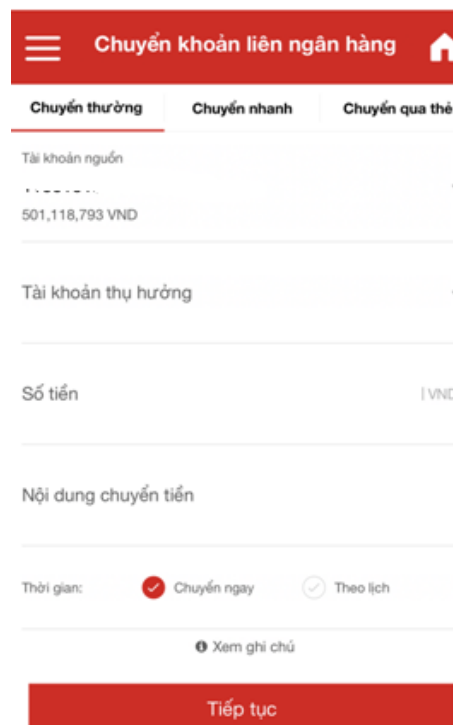 Chuyển khoản liên ngân hàng
Chuyển thường Chuyển nhanh Chuyển qua thẻ
Tài khoản nguồn
501,118,793 VND
Tài khoản thụ hưởng
Số tiền | VND
Nội dung chuyển tiền
Thời gian: Chuyển ngay Theo lịch
Xem ghi chú
Tiếp tục